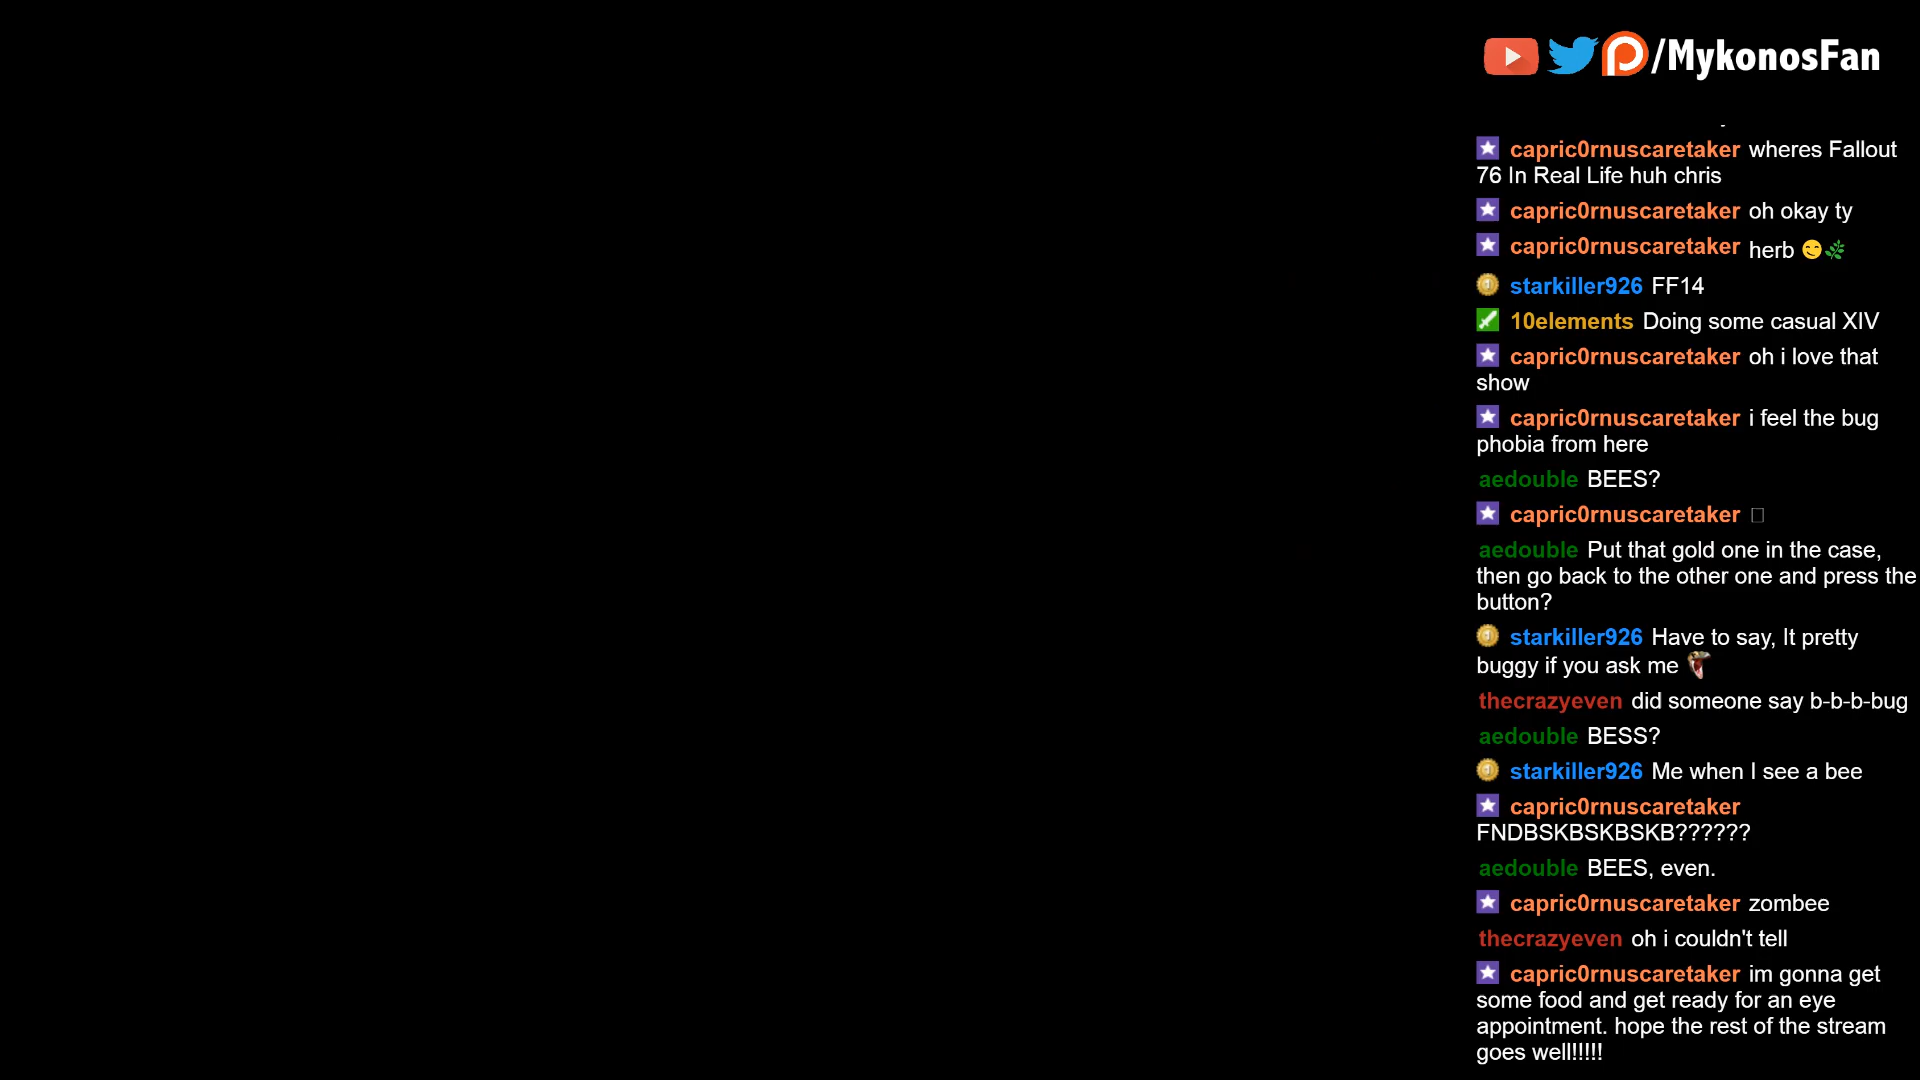 /MykonosFan
capric0rnuscaretaker wheres Fallout
76 In Real Life huh chris
capric0rnuscaretaker oh okay ty
capric0rnuscaretaker herb 😊🌿
starkiller926 FF14
10elements Doing some casual XIV
capric0rnuscaretaker oh i love that
show
capric0rnuscaretaker i feel the bug
phobia from here
aedouble BEES?
capric0rnuscaretaker
aedouble Put that gold one in the case,
then go back to the other one and press the
button?
starkiller926 Have to say, It pretty
buggy if you ask me
thecrazyeven did someone say b-b-b-bug
aedouble BESS?
starkiller926 Me when I see a bee
capric0rnuscaretaker
FNDBSKBSKBSKB??????
aedouble BEES, even.
capric0rnuscaretaker zombee
thecrazyeven oh i couldn't tell
capric0rnuscaretaker im gonna get
some food and get ready for an eye
appointment. hope the rest of the stream
goes well!!!!!